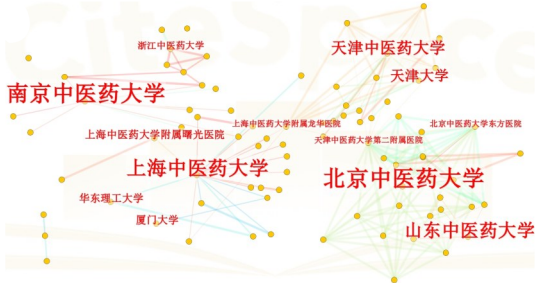 CiteSpace
浙江中医药大学
天津中医药大学
天津大学
南京中医药大学
上海中医药大学附属龙华医院
北京中医药大学东方医院
上海中医药大学附属曙光医院
天津中医药大学第二附属医院
上海中医药大学
北京中医药大学
华东理工大学
厦门大学
山东中医药大学